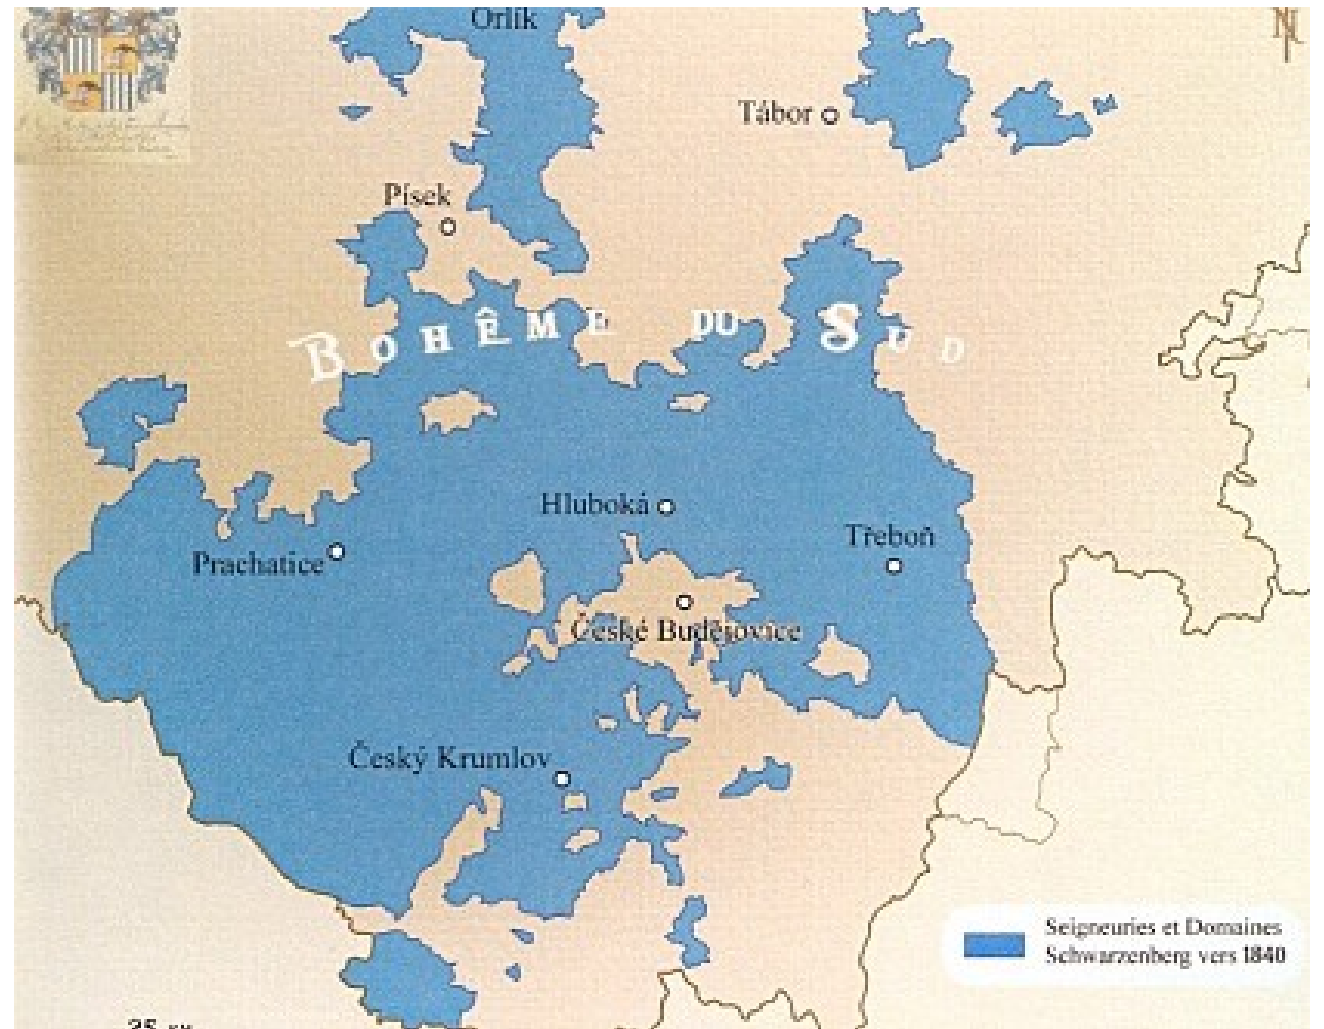 Orlík
Tábor
Písek
BOHÊME DU SUD
Hluboká
Třeboň
Prachatice
České Budějovice
Český Krumlov
Seigneuries et Domaines
Schwarzenberg vers 1840